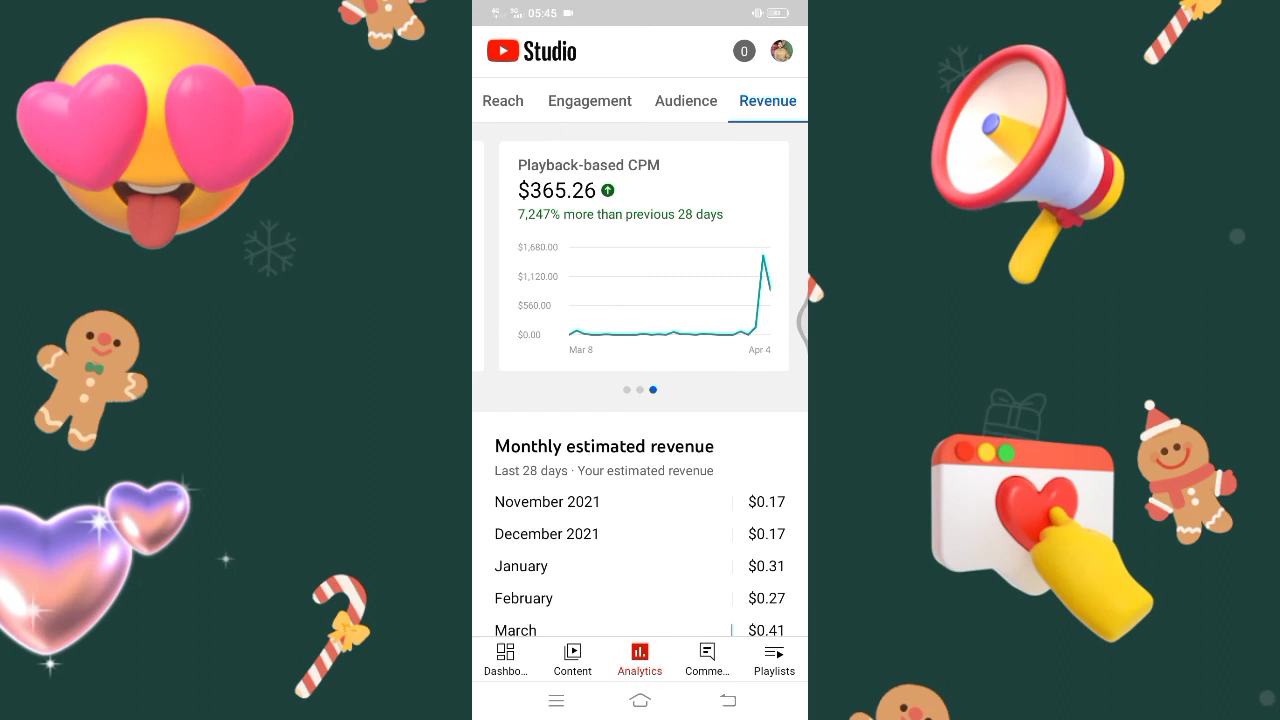 4G 5G 05:45 43
Studio 0
Reach Engagement Audience Revenue
Playback-based CPM
$365.26
7,247% more than previous 28 days
$1,680.00
$1,120.00
$560.00
$0.00
Mar 8 Apr 4
Monthly estimated revenue
Last 28 days · Your estimated revenue
November 2021 $0.17
December 2021 $0.17
January $0.31
February $0.27
March $0.41
Dashbo... Content Analytics Comme... Playlists